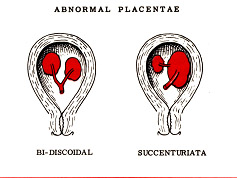 ABNORMAL PLACENTAE
BI-DISCOIDAL
SUCCENTURIATA